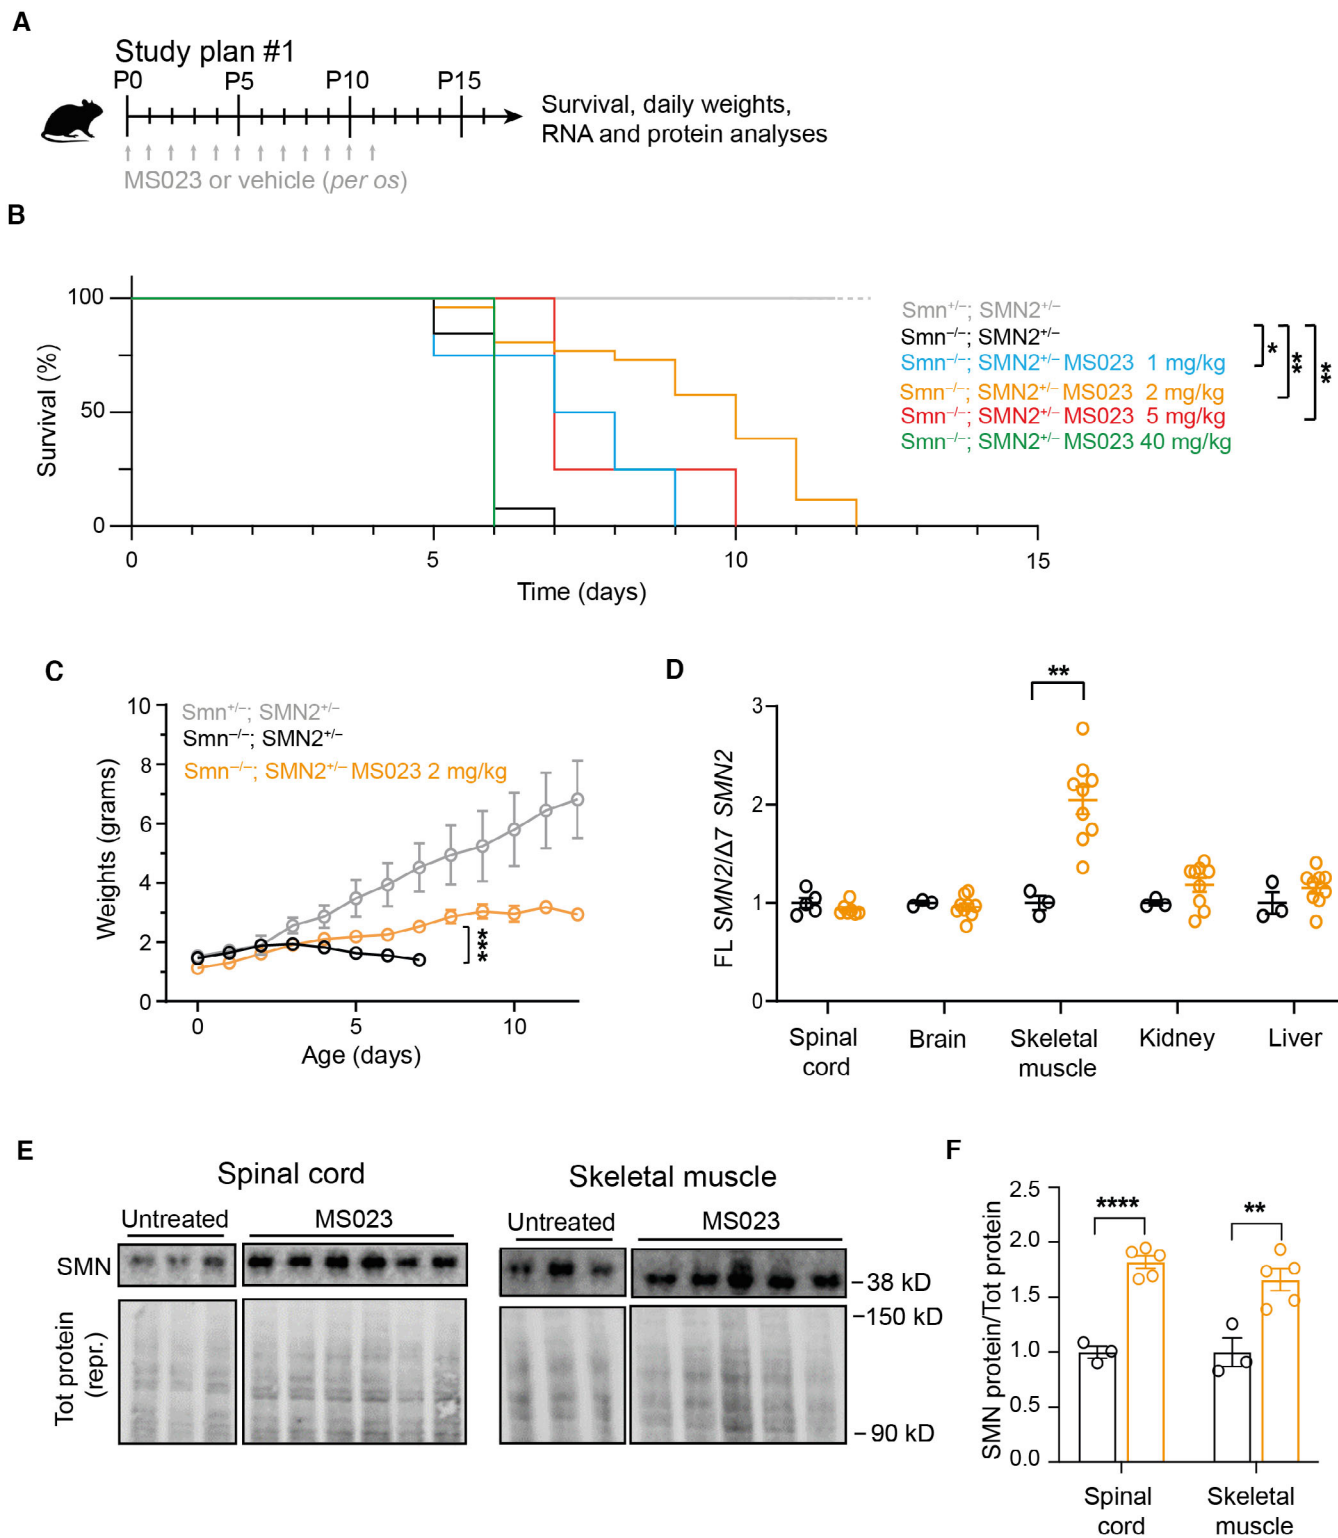 A
Study plan #1
P0 P5 P10 P15
Survival, daily weights,
RNA and protein analyses
MS023 or vehicle (per os)
B
Survival (%)
100
50
0
0 5 10 15
Time (days)
Smn+/–; SMN2+/–
Smn–/–; SMN2+/–
Smn–/–; SMN2+/– MS023 1 mg/kg
Smn–/–; SMN2+/– MS023 2 mg/kg
Smn–/–; SMN2+/– MS023 5 mg/kg
Smn–/–; SMN2+/– MS023 40 mg/kg
*
**
**
C
Weights (grams)
10
8
6
4
2
0
0 5 10
Age (days)
Smn+/–; SMN2+/–
Smn–/–; SMN2+/–
Smn–/–; SMN2+/– MS023 2 mg/kg
***
D
FL SMN2/Δ7 SMN2
3
2
1
0
**
Spinal cord
Brain
Skeletal muscle
Kidney
Liver
E
Spinal cord
Skeletal muscle
Untreated MS023
Untreated MS023
SMN
–38 kD
–150 kD
Tot protein
(repr.)
–90 kD
F
SMN protein/Tot protein
2.5
2.0
1.5
1.0
0.5
0.0
****
**
Spinal cord
Skeletal muscle